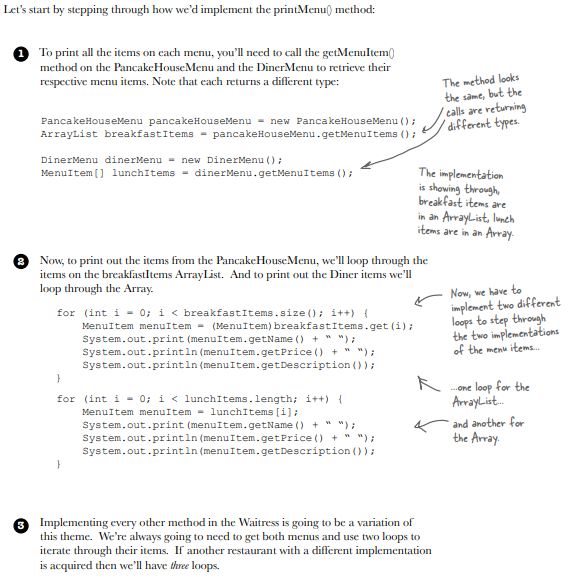 Let's start by stepping through how we'd implement the printMenu() method:
1 To print all the items on each menu, you'll need to call the getMenuItem()
method on the PancakeHouseMenu and the DinerMenu to retrieve their
respective menu items. Note that each returns a different type:
PancakeHouseMenu pancakeHouseMenu = new PancakeHouseMenu();
ArrayList breakfastItems = pancakeHouseMenu.getMenuItems();
DinerMenu dinerMenu = new DinerMenu();
MenuItem[] lunchItems = dinerMenu.getMenuItems();
The method looks
the same, but the
calls are returning
different types.
The implementation
is showing through,
breakfast items are
in an ArrayList, lunch
items are in an Array.
2 Now, to print out the items from the PancakeHouseMenu, we'll loop through the
items on the breakfastItems ArrayList.  And to print out the Diner items we'll
loop through the Array.
for (int i = 0; i < breakfastItems.size(); i++) {
MenuItem menuItem = (MenuItem)breakfastItems.get(i);
System.out.print(menuItem.getName() + “ “);
System.out.println(menuItem.getPrice() + “ “);
System.out.println(menuItem.getDescription());
}
for (int i = 0; i < lunchItems.length; i++) {
MenuItem menuItem = lunchItems[i];
System.out.print(menuItem.getName() + “ “);
System.out.println(menuItem.getPrice() + “ “);
System.out.println(menuItem.getDescription());
}
Now, we have to
implement two different
loops to step through
the two implementations
of the menu items...
...one loop for the
ArrayList...
and another for
the Array.
3 Implementing every other method in the Waitress is going to be a variation of
this theme.  We're always going to need to get both menus and use two loops to
iterate through their items.  If another restaurant with a different implementation
is acquired then we'll have three loops.